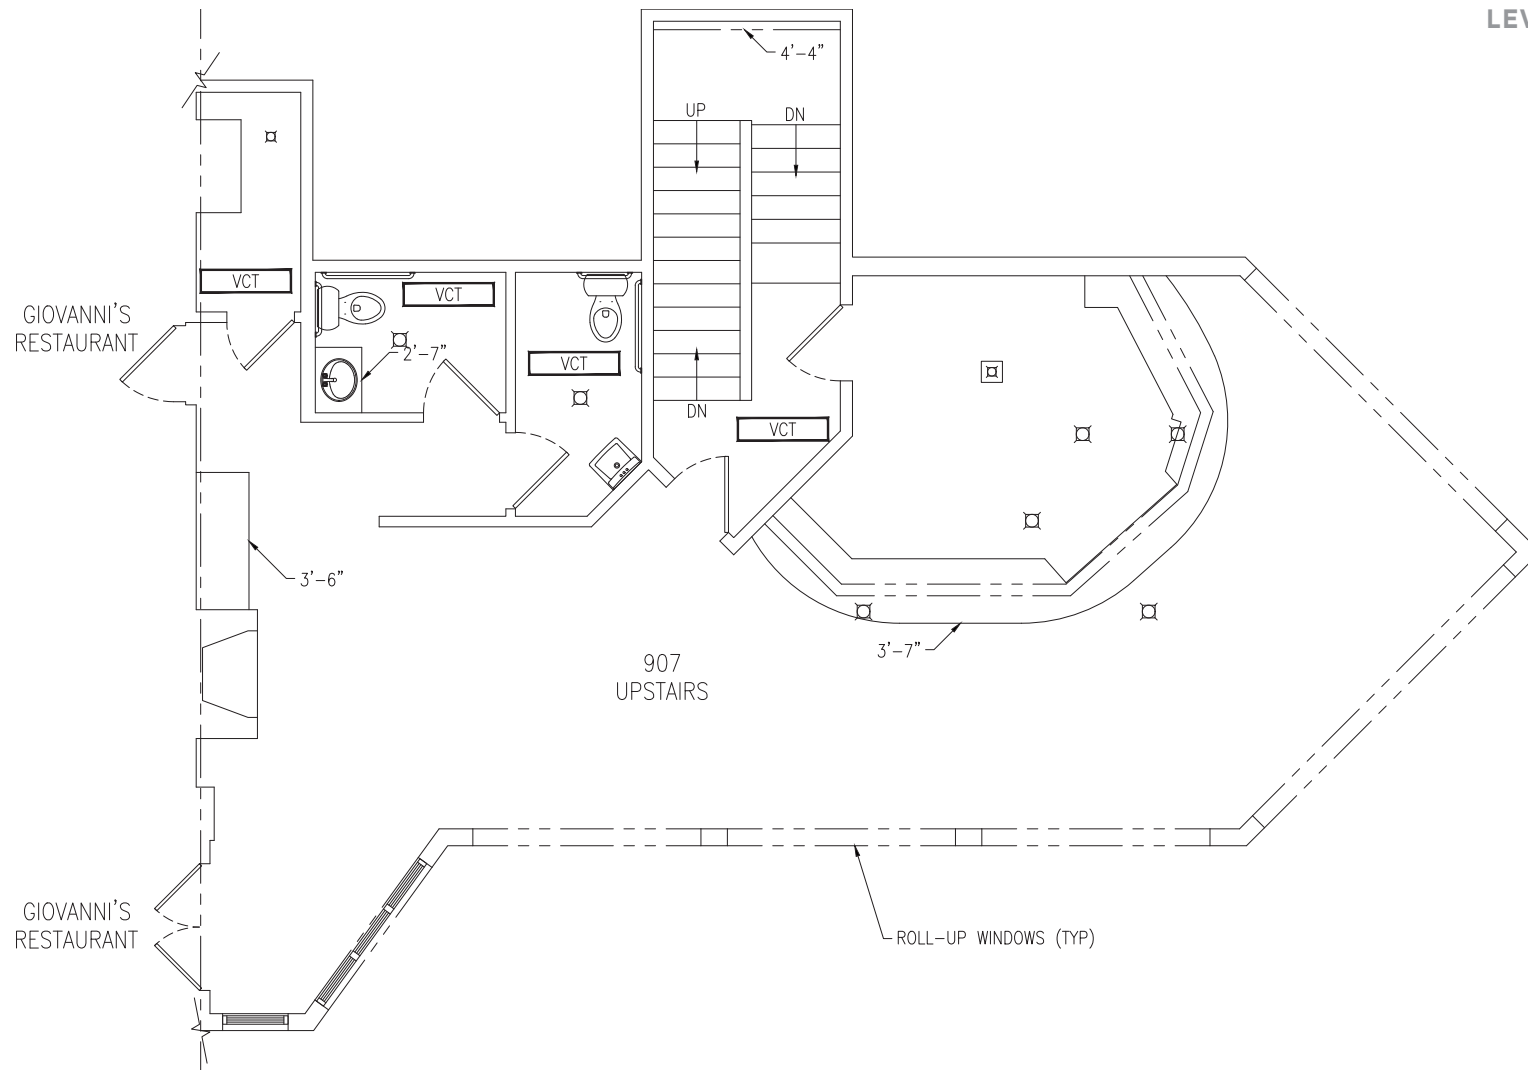 LEV
4'-4"
UP
DN
VCT
VCT
GIOVANNI'S
RESTAURANT
2'-7"
VCT
DN
VCT
3'-6"
3'-7"
907
UPSTAIRS
GIOVANNI'S
RESTAURANT
ROLL-UP WINDOWS (TYP)